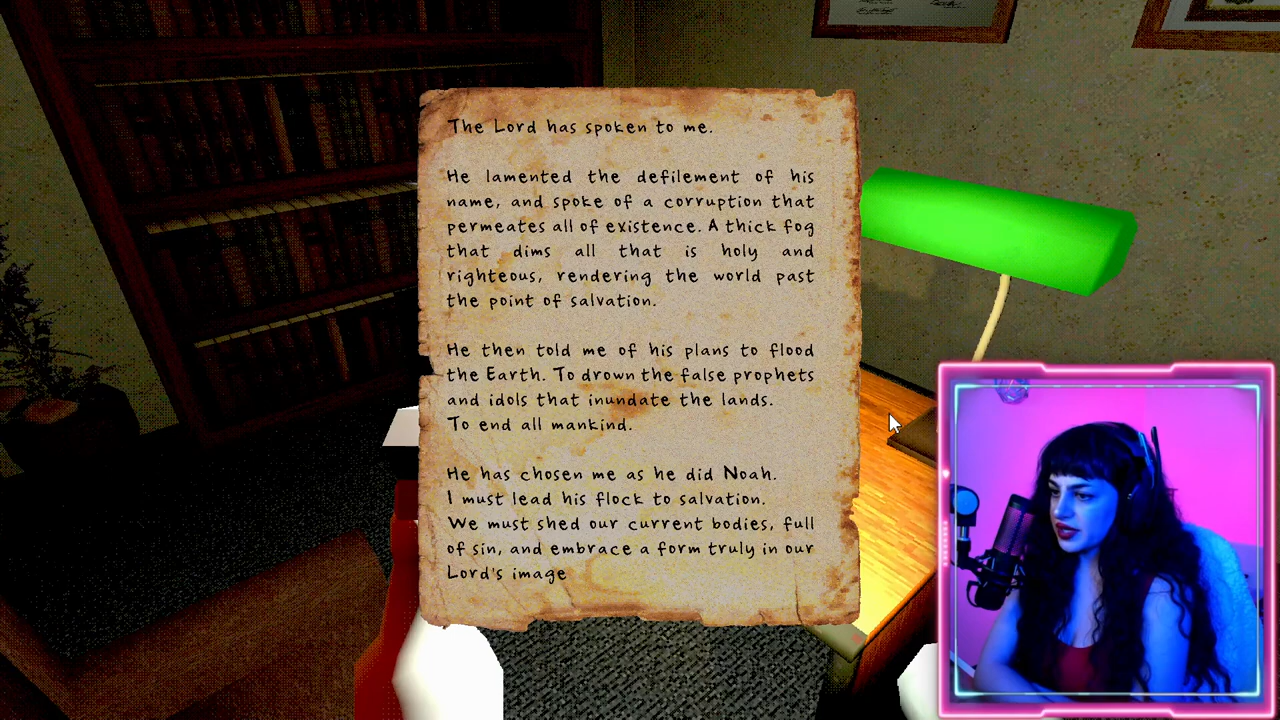 The Lord has spoken to me.
He lamented the defilement of his
name, and spoke of a corruption that
permeates all of existence. A thick fog
that dims all that is holy and
righteous, rendering the world past
the point of salvation.
He then told me of his plans to flood
the Earth. To drown the false prophets
and idols that inundate the lands.
To end all mankind.
He has chosen me as he did Noah.
I must lead his flock to salvation.
We must shed our current bodies, full
of sin, and embrace a form truly in our
Lord's image